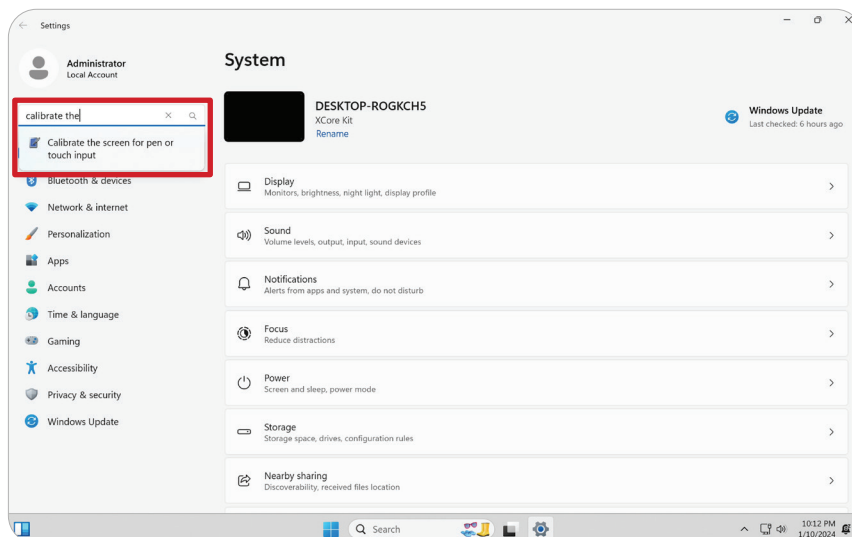 Settings
Administrator
Local Account
calibrate the
Calibrate the screen for pen or
touch input
Bluetooth & devices
Network & internet
Personalization
Apps
Accounts
Time & language
Gaming
Accessibility
Privacy & security
Windows Update
System
DESKTOP-ROGKCH5
XCore Kit
Rename
Windows Update
Last checked: 6 hours ago
Display
Monitors, brightness, night light, display profile
Sound
Volume levels, output, input, sound devices
Notifications
Alerts from apps and system, do not disturb
Focus
Reduce distractions
Power
Screen and sleep, power mode
Storage
Storage space, drives, configuration rules
Nearby sharing
Discoverability, received files location
Search
10:12 PM
1/10/2024